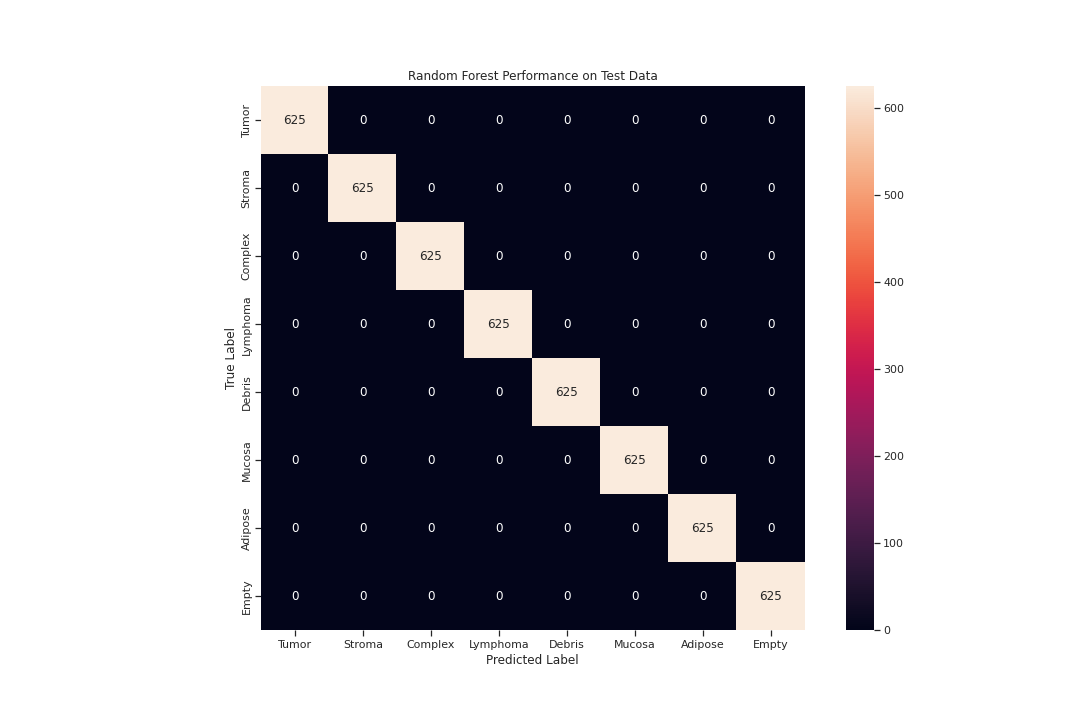 Random Forest Performance on Test Data
True Label
Tumor 625 0 0 0 0 0 0 0
Stroma 0 625 0 0 0 0 0 0
Complex 0 0 625 0 0 0 0 0
Lymphoma 0 0 0 625 0 0 0 0
Debris 0 0 0 0 625 0 0 0
Mucosa 0 0 0 0 0 625 0 0
Adipose 0 0 0 0 0 0 625 0
Empty 0 0 0 0 0 0 0 625
Tumor Stroma Complex Lymphoma Debris Mucosa Adipose Empty
Predicted Label
600
500
400
300
200
100
0